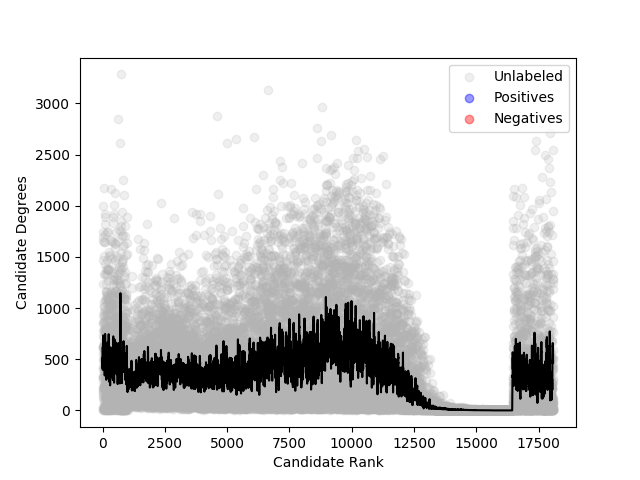 Unlabeled
Positives
Negatives
3000
2500
2000
1500
1000
500
0
Candidate Degrees
0 2500 5000 7500 10000 12500 15000 17500
Candidate Rank